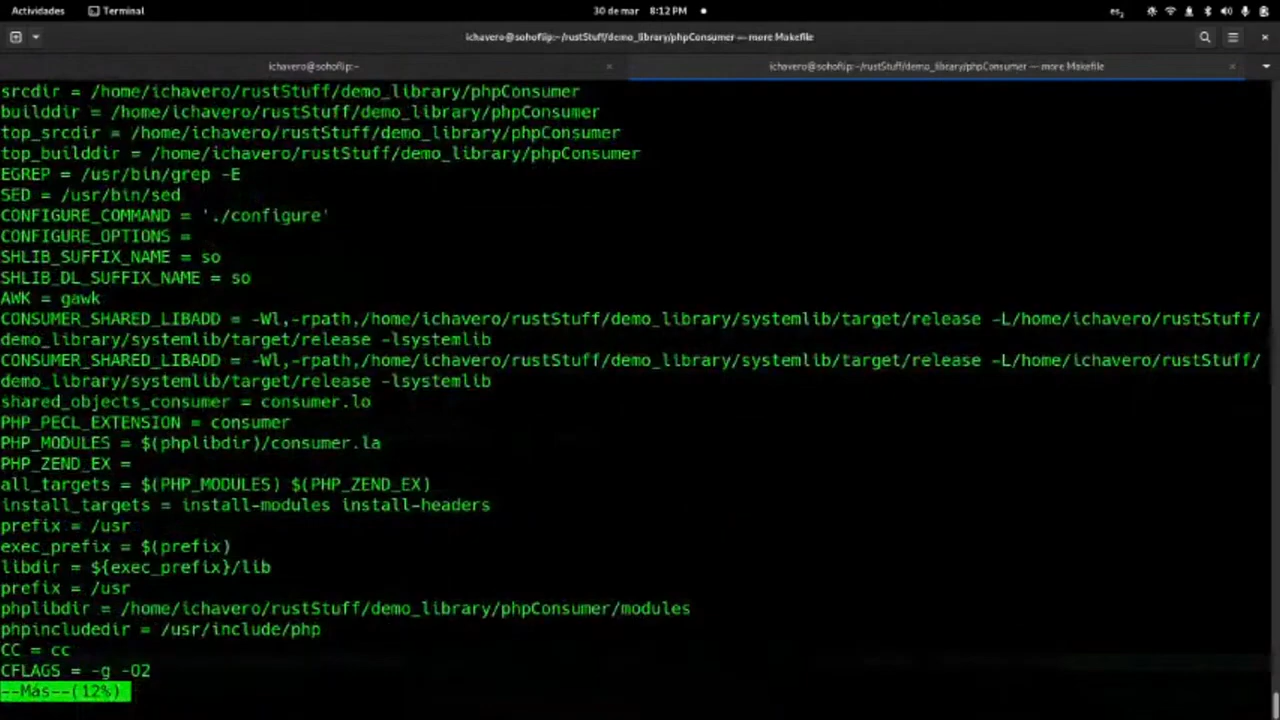 Actividades
Terminal
30 de mar 8:12 PM
es₂
ichavero@sohoflip:~/rustStuff/demo_library/phpConsumer — more Makefile
ichavero@sohoflip:~
ichavero@sohoflip:~/rustStuff/demo_library/phpConsumer — more Makefile
srcdir = /home/ichavero/rustStuff/demo_library/phpConsumer
builddir = /home/ichavero/rustStuff/demo_library/phpConsumer
top_srcdir = /home/ichavero/rustStuff/demo_library/phpConsumer
top_builddir = /home/ichavero/rustStuff/demo_library/phpConsumer
EGREP = /usr/bin/grep -E
SED = /usr/bin/sed
CONFIGURE_COMMAND = './configure'
CONFIGURE_OPTIONS =
SHLIB_SUFFIX_NAME = so
SHLIB_DL_SUFFIX_NAME = so
AWK = gawk
CONSUMER_SHARED_LIBADD = -Wl,-rpath,/home/ichavero/rustStuff/demo_library/systemlib/target/release -L/home/ichavero/rustStuff/
demo_library/systemlib/target/release -lsystemlib
CONSUMER_SHARED_LIBADD = -Wl,-rpath,/home/ichavero/rustStuff/demo_library/systemlib/target/release -L/home/ichavero/rustStuff/
demo_library/systemlib/target/release -lsystemlib
shared_objects_consumer = consumer.lo
PHP_PECL_EXTENSION = consumer
PHP_MODULES = $(phplibdir)/consumer.la
PHP_ZEND_EX =
all_targets = $(PHP_MODULES) $(PHP_ZEND_EX)
install_targets = install-modules install-headers
prefix = /usr
exec_prefix = $(prefix)
libdir = ${exec_prefix}/lib
prefix = /usr
phplibdir = /home/ichavero/rustStuff/demo_library/phpConsumer/modules
phpincludedir = /usr/include/php
CC = cc
CFLAGS = -g -O2
--Más--(12%)